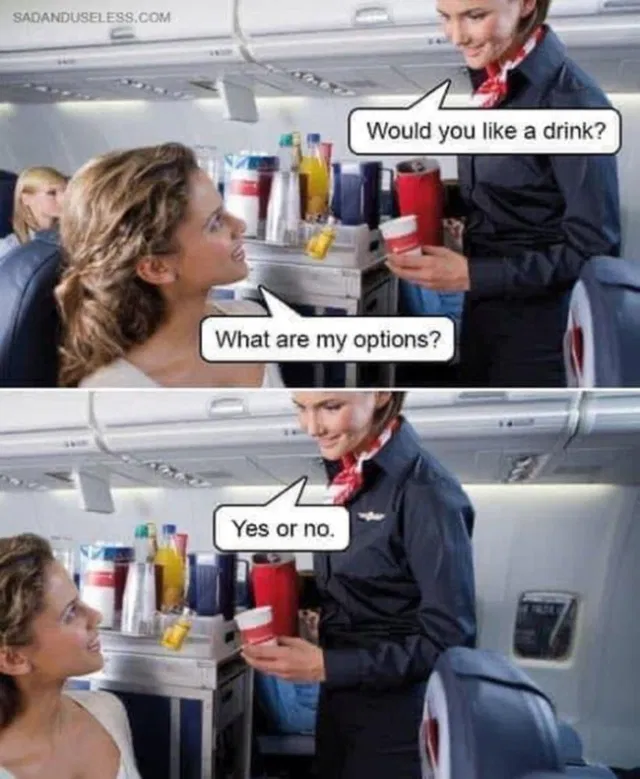 SADANDUSELESS.COM
Would you like a drink?
What are my options?
Yes or no.